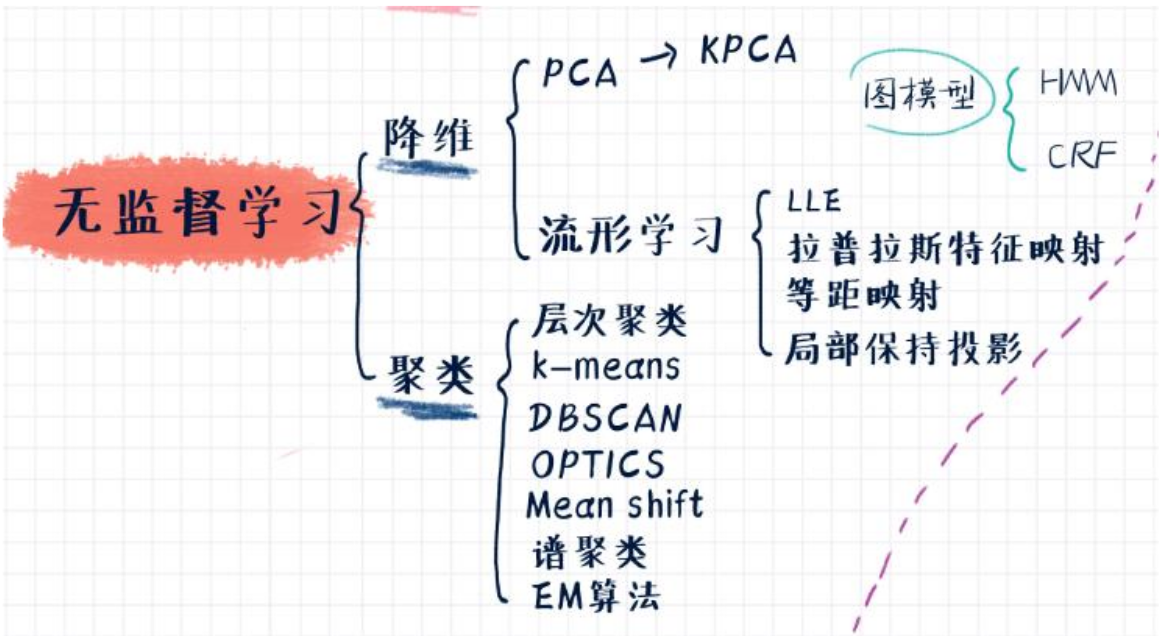 无监督学习
降维
PCA → KPCA
流形学习
LLE
拉普拉斯特征映射
等距映射
局部保持投影
聚类
层次聚类
k-means
DBSCAN
OPTICS
Mean shift
谱聚类
EM算法
图模型
HMM
CRF